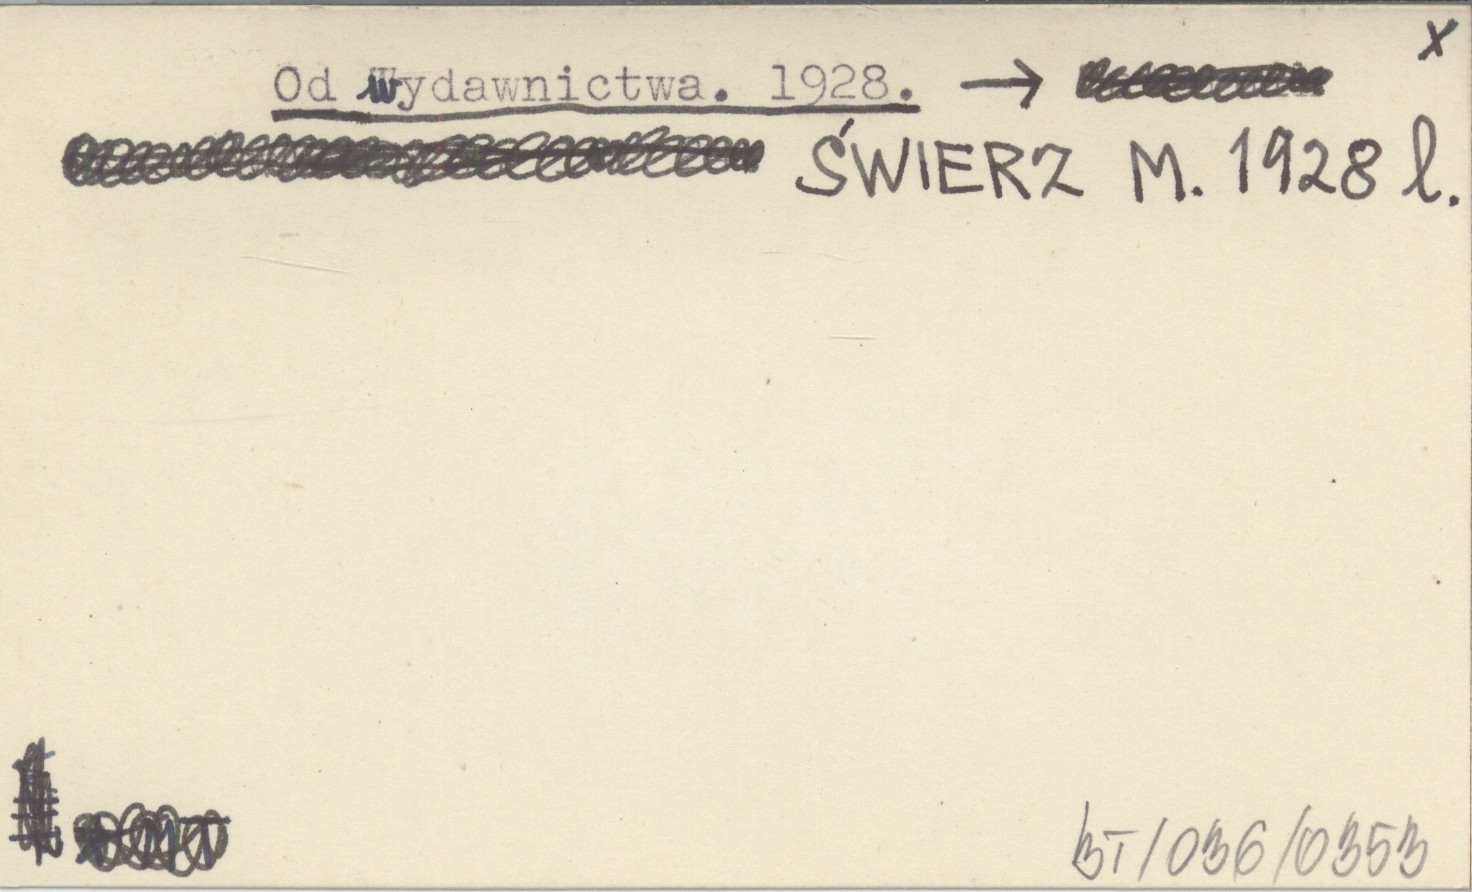 x
Od wydawnictwa. 1928. →
ŚWIERZ M. 1928 l.
BT/036/0353